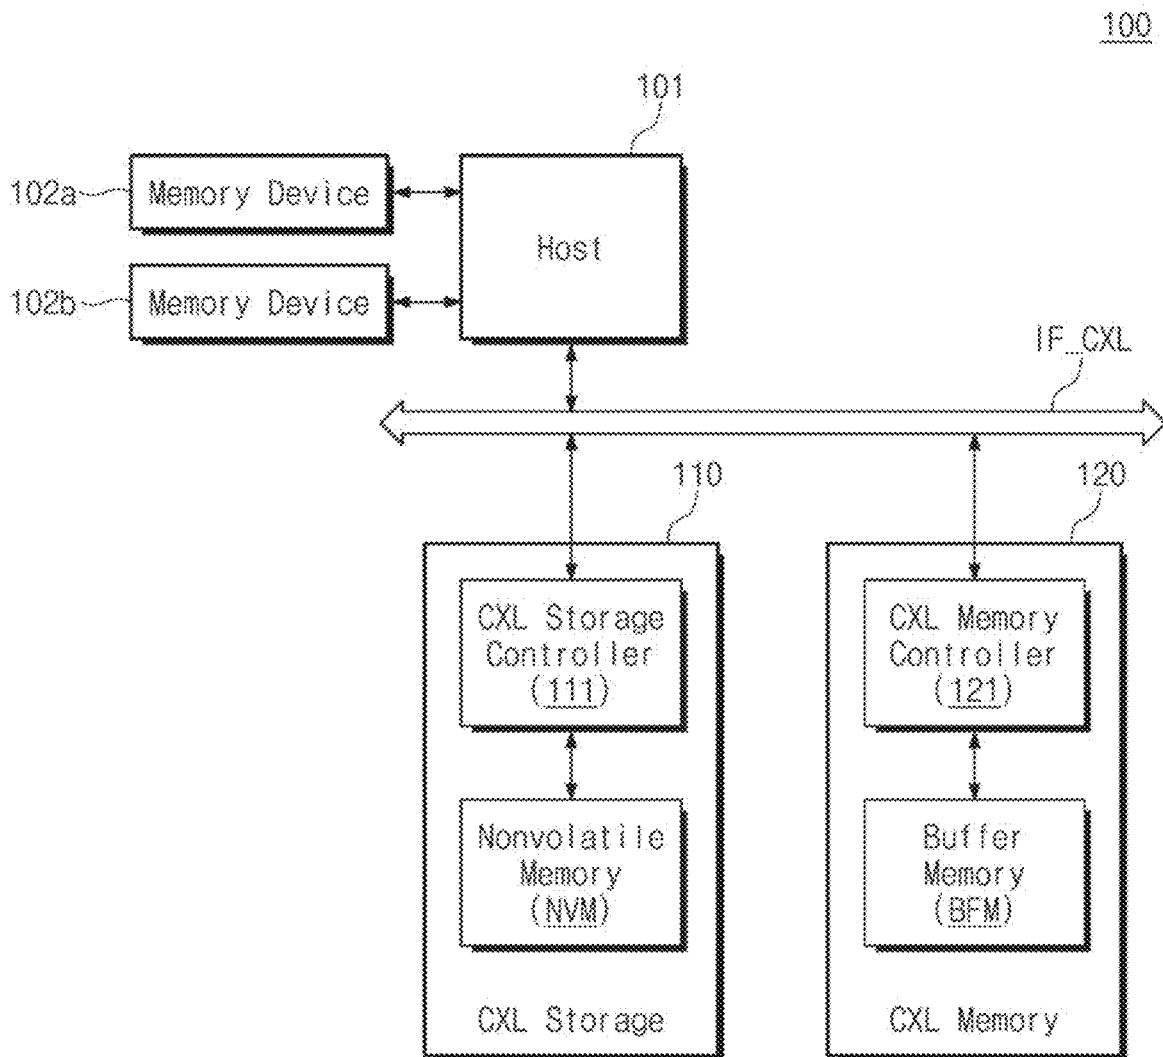 100
101
102a
Memory Device
Host
102b
Memory Device
IF_CXL
110
120
CXL Storage
Controller
(111)
CXL Memory
Controller
(121)
Nonvolatile
Memory
(NVM)
Buffer
Memory
(BFM)
CXL Storage
CXL Memory